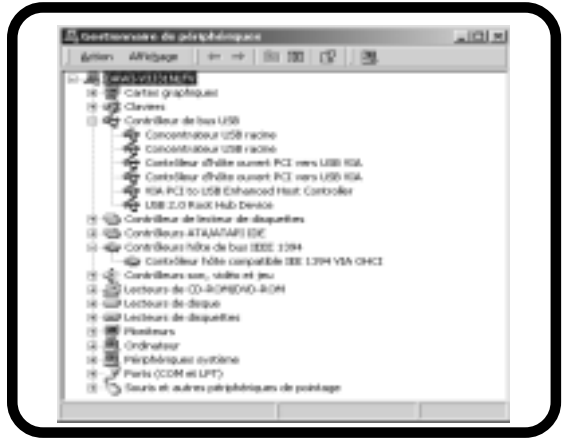 Gestionnaire de périphériques
Action Affichage
Cartes graphiques
Claviers
Contrôleur de bus USB
Concentrateur USB racine
Concentrateur USB racine
Contrôleur d'hôte ouvert PCI vers USB VIA
Contrôleur d'hôte ouvert PCI vers USB VIA
VIA PCI to USB Enhanced Host Controller
USB 2.0 Root Hub Device
Contrôleurs de lecteur de disquettes
Contrôleurs ATA/ATAPI IDE
Contrôleurs hôte de bus IEEE 1394
Contrôleur hôte compatible IEE 1394 VIA OHCI
Contrôleurs son, vidéo et jeu
Lecteurs de CD-ROM/DVD-ROM
Lecteurs de disque
Lecteurs de disquettes
Moniteurs
Ordinateur
Périphériques système
Ports (COM et LPT)
Souris et autres périphériques de pointage